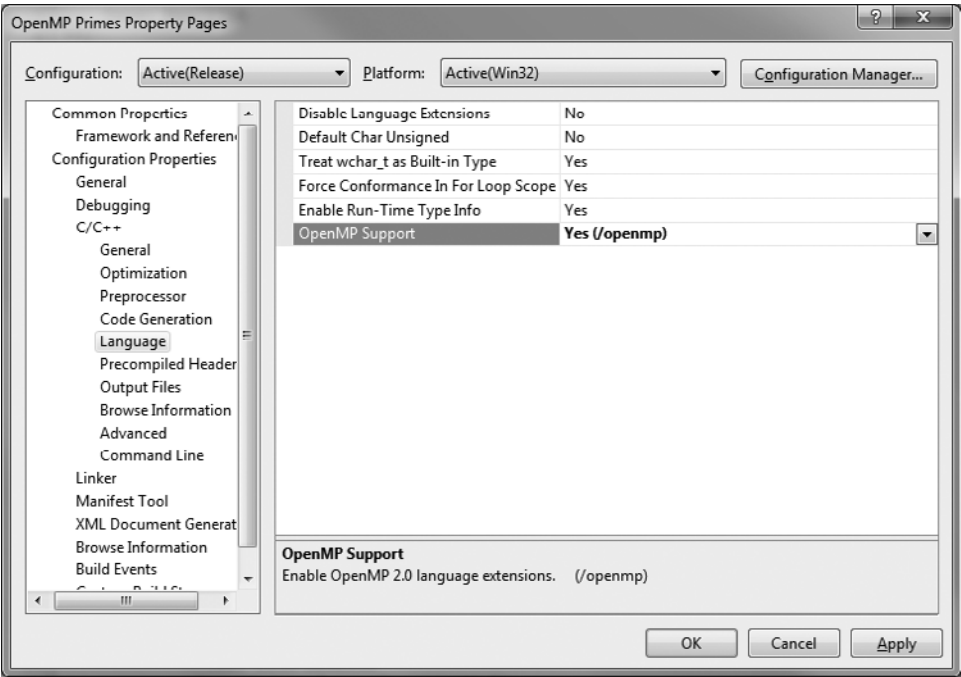 OpenMP Primes Property Pages
Configuration: Active(Release) Platform: Active(Win32) Configuration Manager...
Common Properties
Framework and Referen
Configuration Properties
General
Debugging
C/C++
General
Optimization
Preprocessor
Code Generation
Language
Precompiled Header
Output Files
Browse Information
Advanced
Command Line
Linker
Manifest Tool
XML Document Generat
Browse Information
Build Events
Disable Language Extensions No
Default Char Unsigned No
Treat wchar_t as Built-in Type Yes
Force Conformance In For Loop Scope Yes
Enable Run-Time Type Info Yes
OpenMP Support Yes (/openmp)
OpenMP Support
Enable OpenMP 2.0 language extensions. (/openmp)
OK Cancel Apply